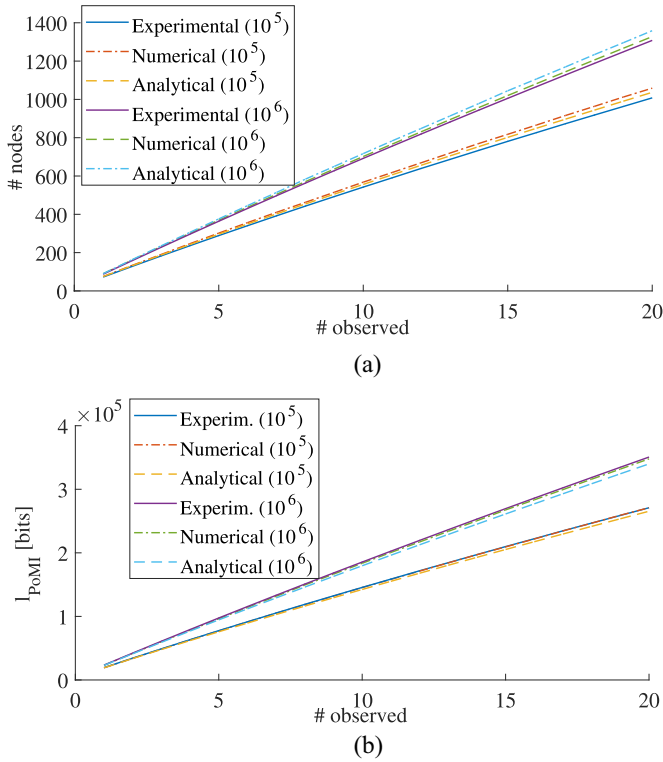 1400
1200
1000
800
600
400
200
0
# nodes
Experimental (10^5)
Numerical (10^5)
Analytical (10^5)
Experimental (10^6)
Numerical (10^6)
Analytical (10^6)
0 5 10 15 20
# observed
(a)
×10^5
4
3
2
1
0
l_PoMI [bits]
Experim. (10^5)
Numerical (10^5)
Analytical (10^5)
Experim. (10^6)
Numerical (10^6)
Analytical (10^6)
0 5 10 15 20
# observed
(b)